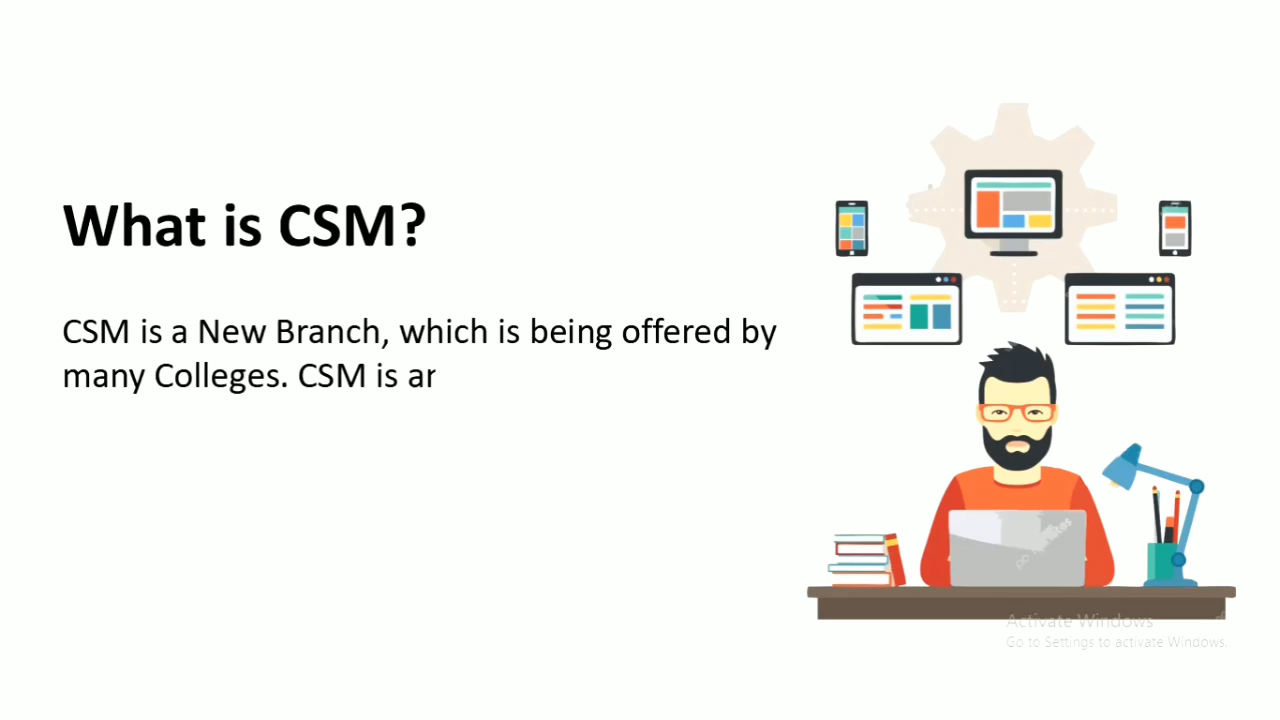 What is CSM?
CSM is a New Branch, which is being offered by
many Colleges. CSM is ar
Activate Windows
Go to Settings to activate Windows.